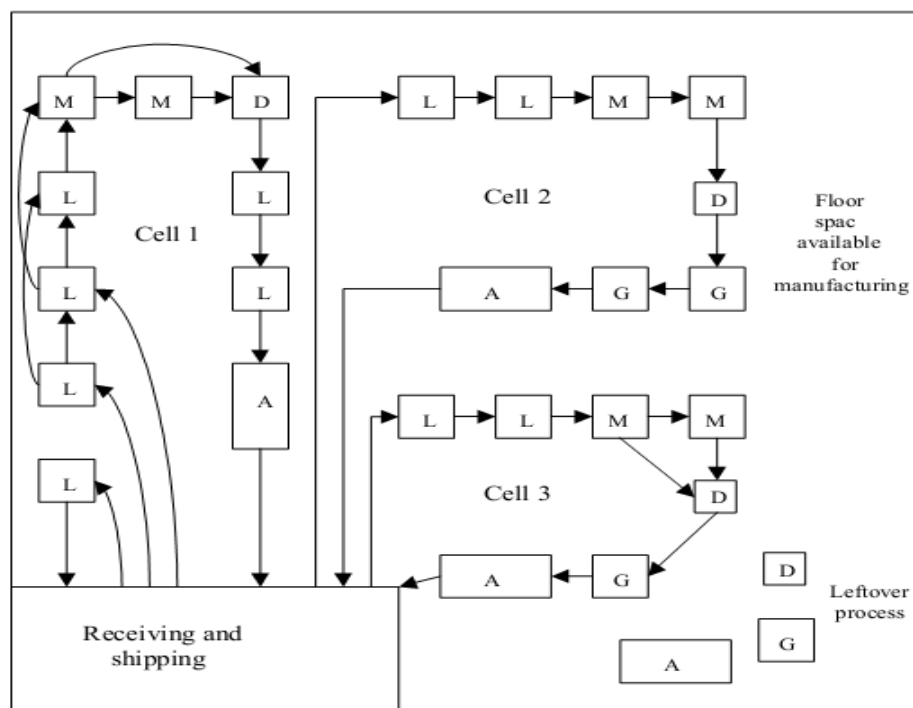 M M D L L M M
L L D
Cell 1 Cell 2
Floor
spac
available
for
manufacturing
L L A G G
L A
L L M M
L Cell 3 D
A G
D
Leftover
process
G
A
Receiving and
shipping